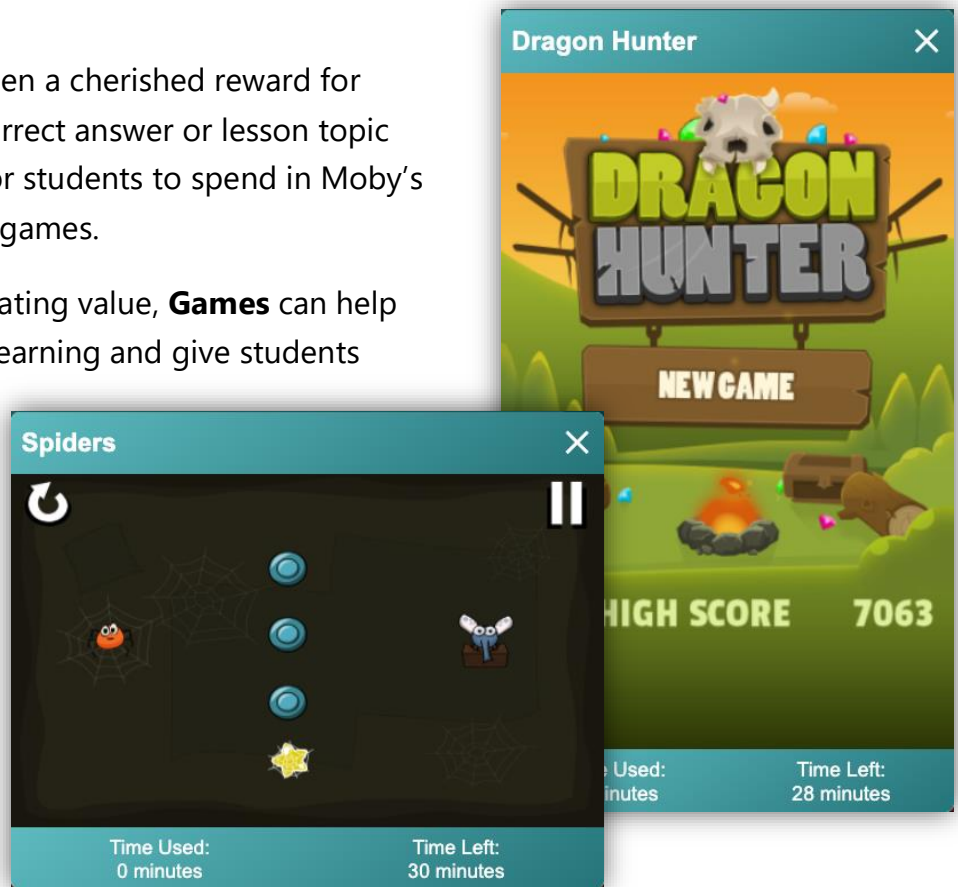 en a cherished reward for
rrect answer or lesson topic
or students to spend in Moby's
games.
ating value, Games can help
earning and give students
Dragon Hunter
DRAGON
HUNTER
NEW GAME
HIGH SCORE 7063
Used:
inutes
Time Left:
28 minutes
Spiders
Time Used:
0 minutes
Time Left:
30 minutes